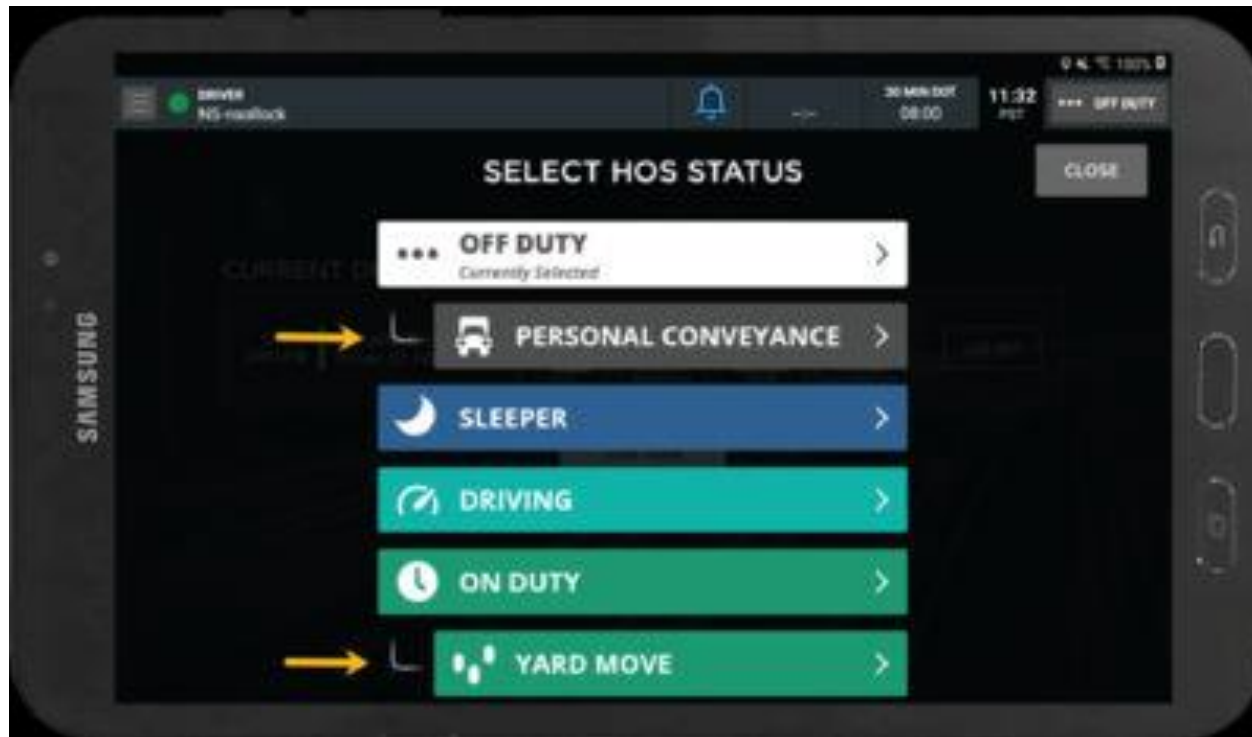 100%
DRIVER
30 MIN DOT
11:32
OFF DUTY
08:00
PST
SELECT HOS STATUS
CLOSE
OFF DUTY
Currently Selected
PERSONAL CONVEYANCE
SLEEPER
DRIVING
ON DUTY
YARD MOVE
SAMSUNG